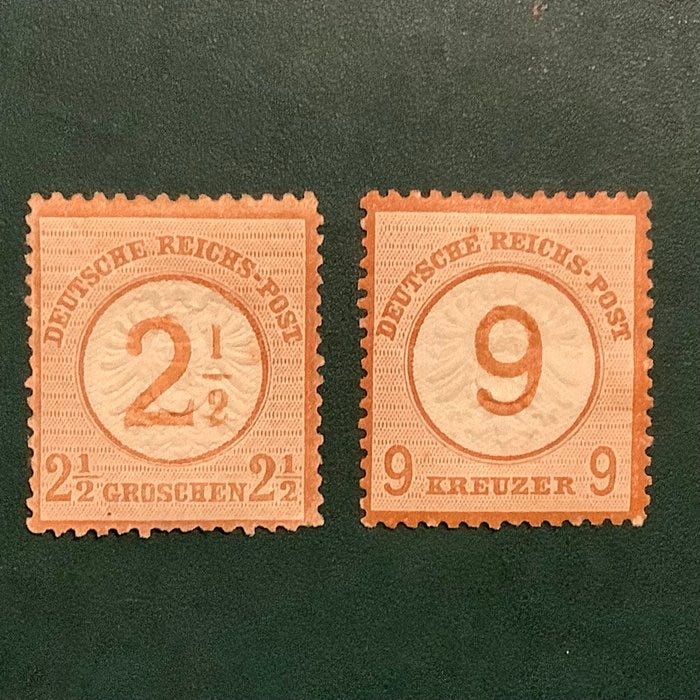 DEUTSCHE REICHS-POST
2 1/2
2 1/2 GROSCHEN 2 1/2
DEUTSCHE REICHS-POST
9
9 KREUZER 9